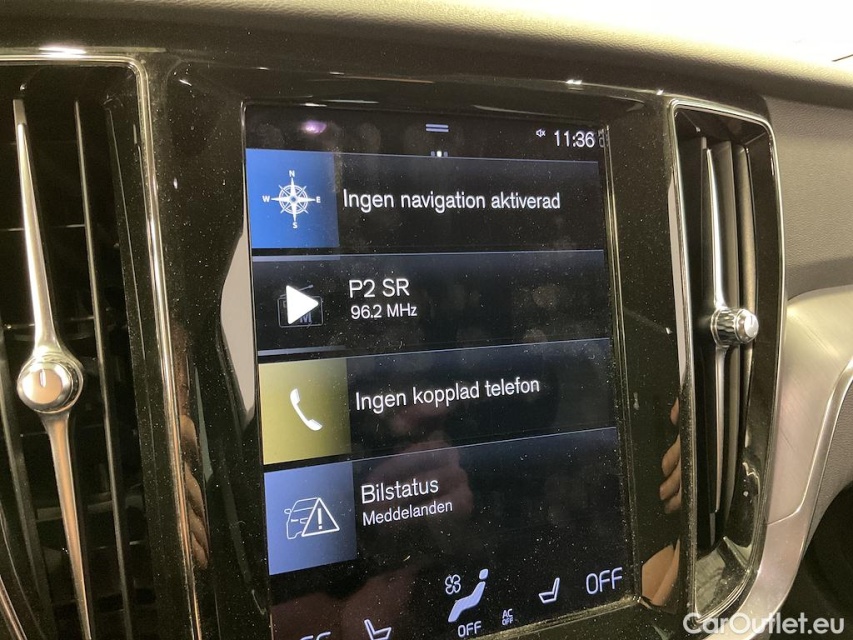 11:36
N
W E
S
Ingen navigation aktiverad
P2 SR
96.2 MHz
Ingen kopplad telefon
Bilstatus
Meddelanden
OFF
AC
OFF
OFF
CarOutlet.eu